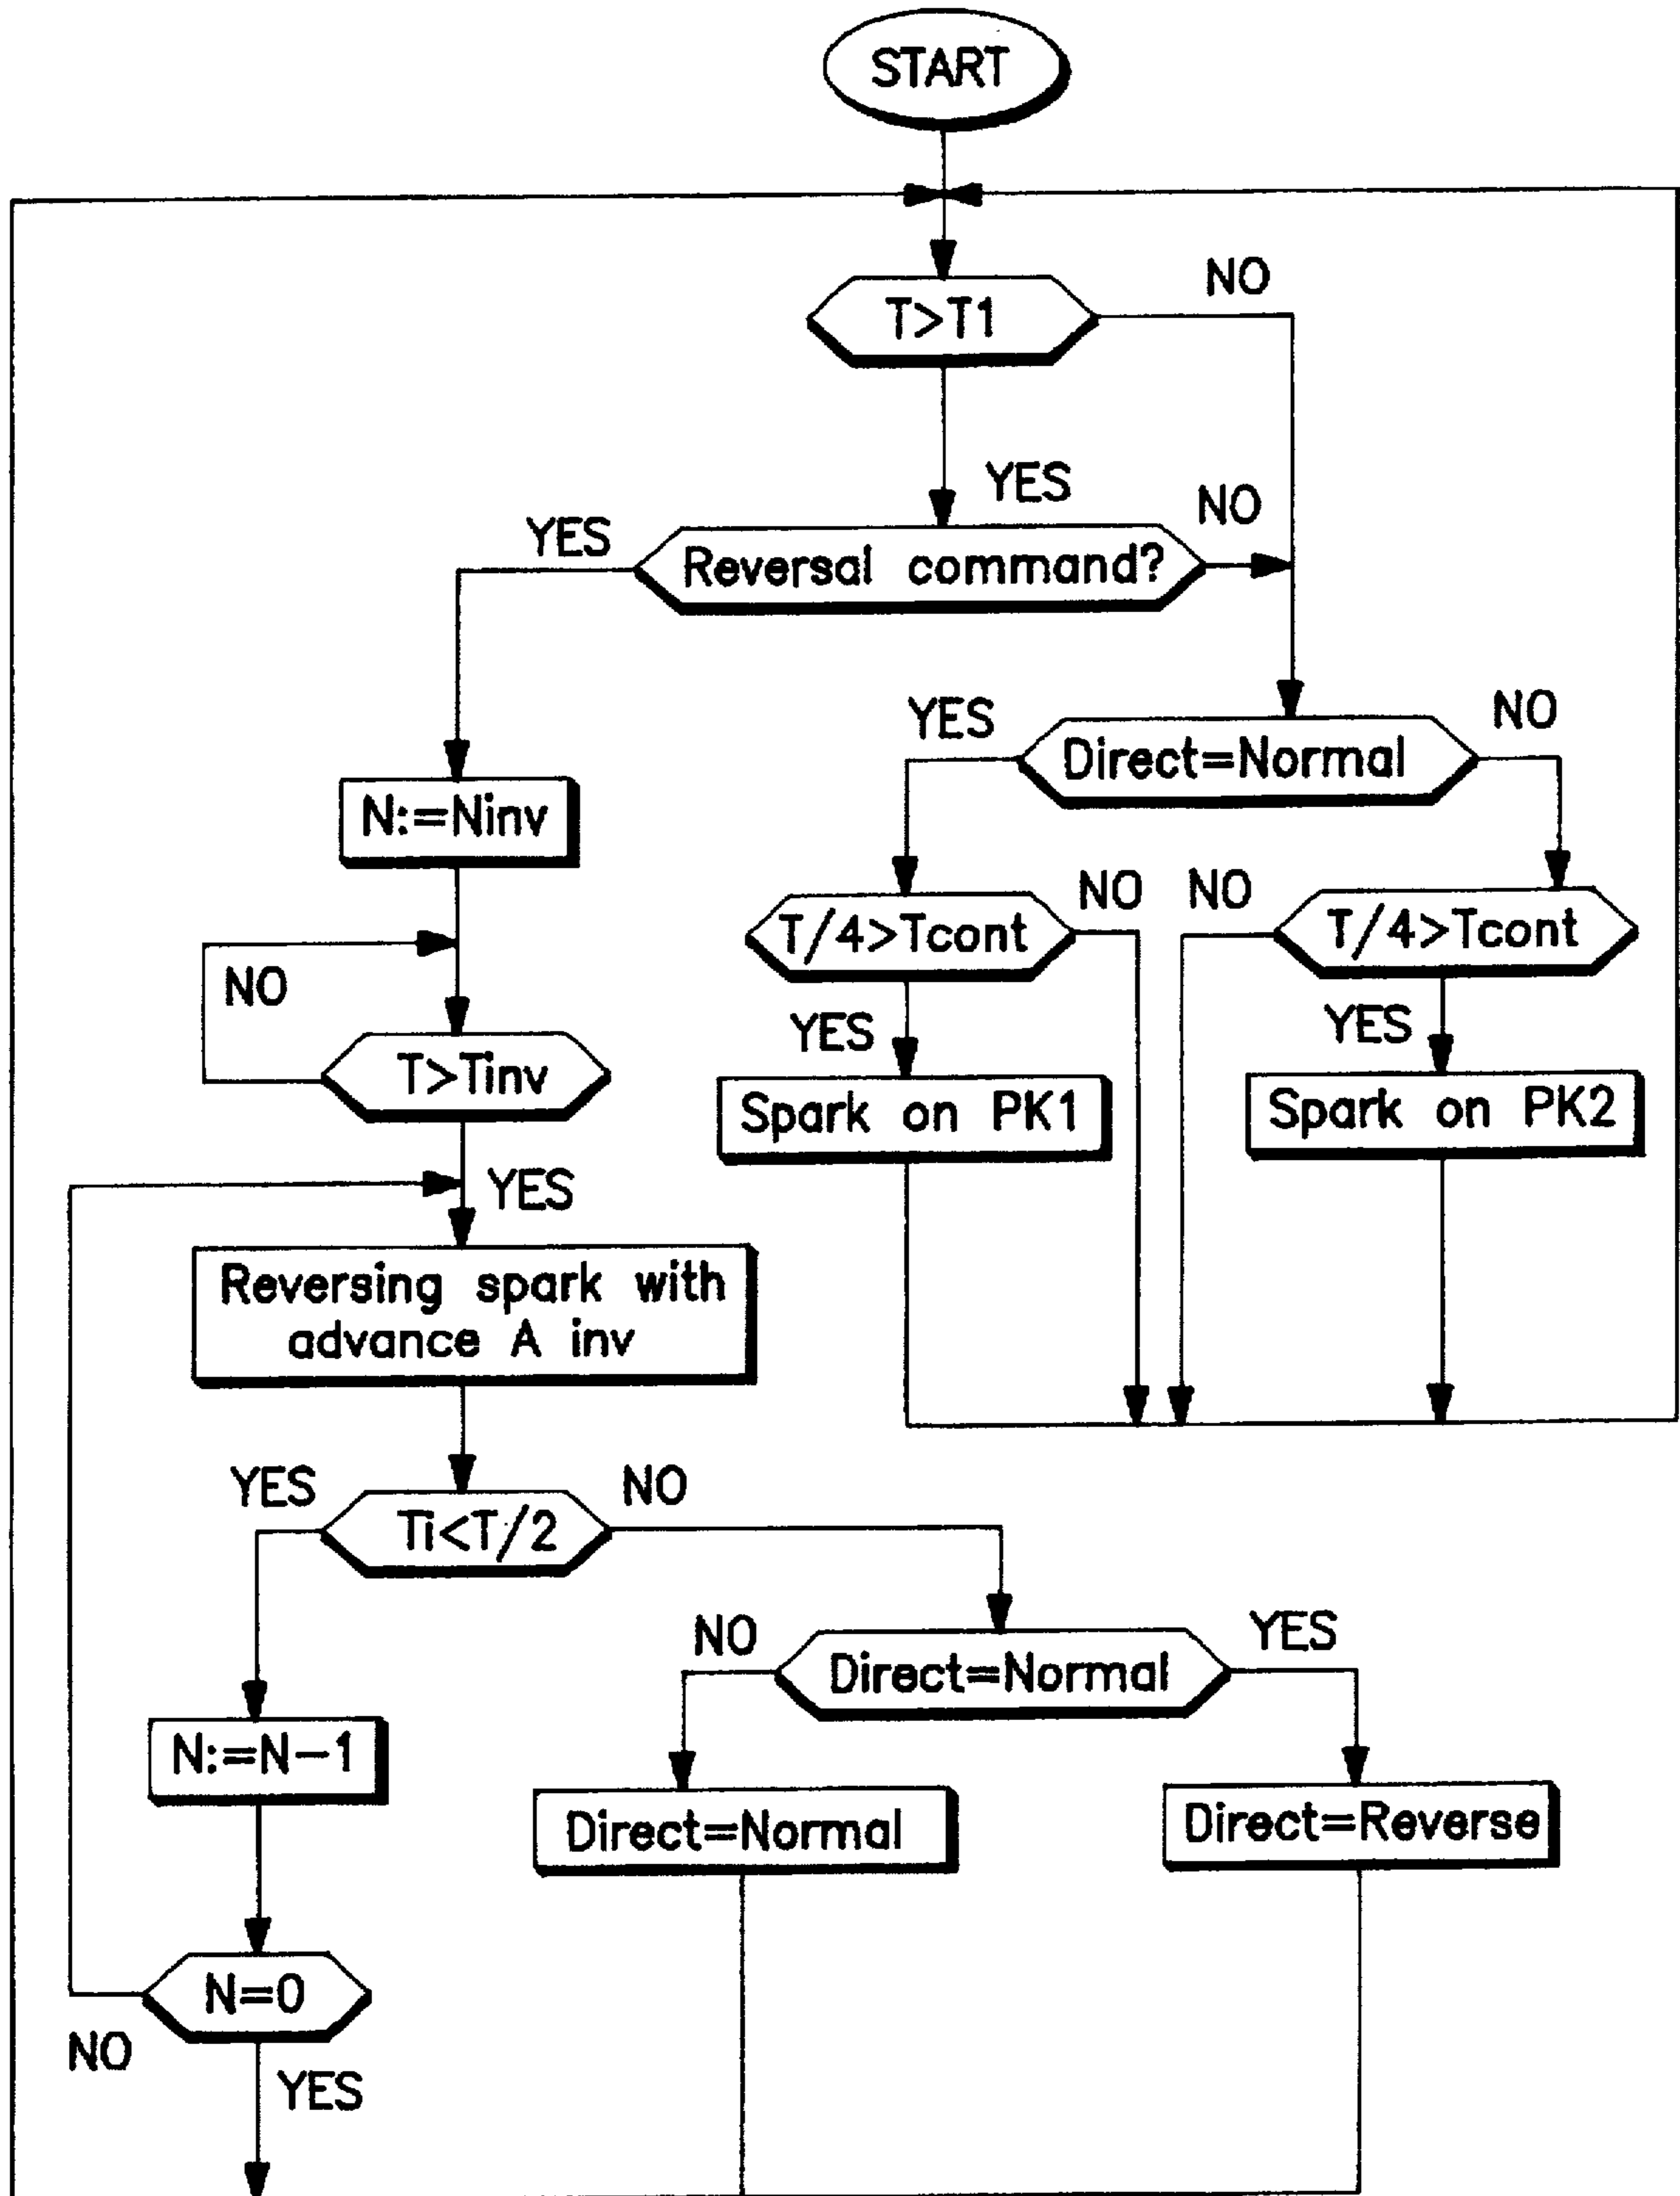 START
NO
T>T1
YES
NO
YES
Reversal command?
YES
NO
Direct=Normal
N:=Ninv
NO
NO
T/4>Tcont
T/4>Tcont
NO
YES
YES
T>Tinv
Spark on PK1
Spark on PK2
YES
Reversing spark with
advance A inv
YES
NO
Ti<T/2
NO
YES
Direct=Normal
N:=N-1
Direct=Normal
Direct=Reverse
N=0
NO
YES